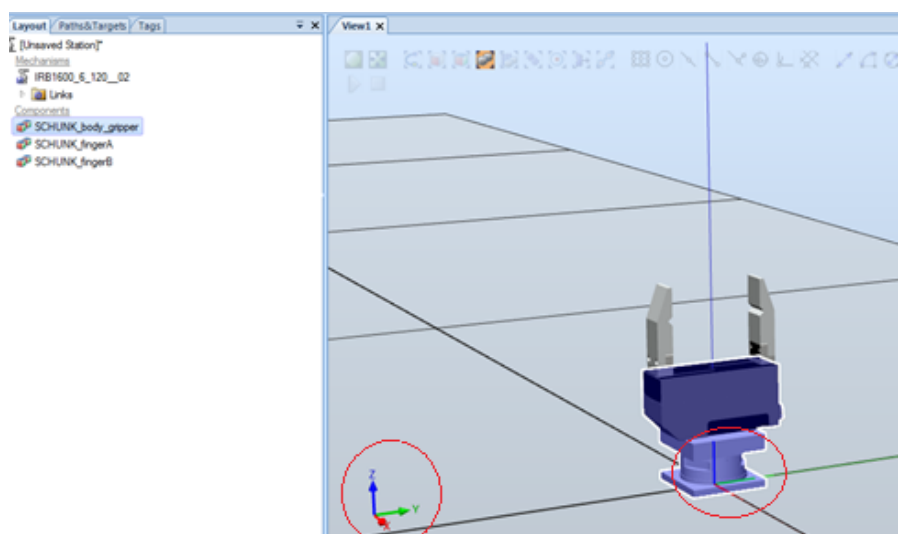 Layout Paths&Targets Tags
View1
[Unsaved Station]*
Mechanisms
IRB1600_6_120__02
Links
Components
SCHUNK_body_gripper
SCHUNK_fingerA
SCHUNK_fingerB
Z
Y
X